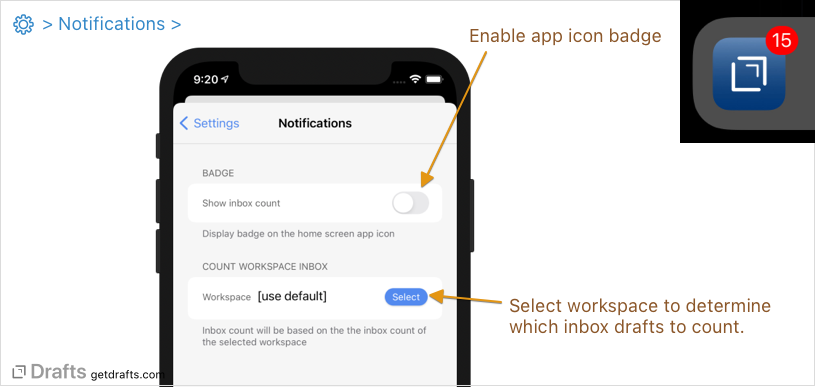 > Notifications >
Enable app icon badge
15
9:20
Settings
Notifications
BADGE
Show inbox count
Display badge on the home screen app icon
COUNT WORKSPACE INBOX
Workspace [use default]
Select
Inbox count will be based on the the inbox count of
the selected workspace
Select workspace to determine
which inbox drafts to count.
Drafts getdrafts.com